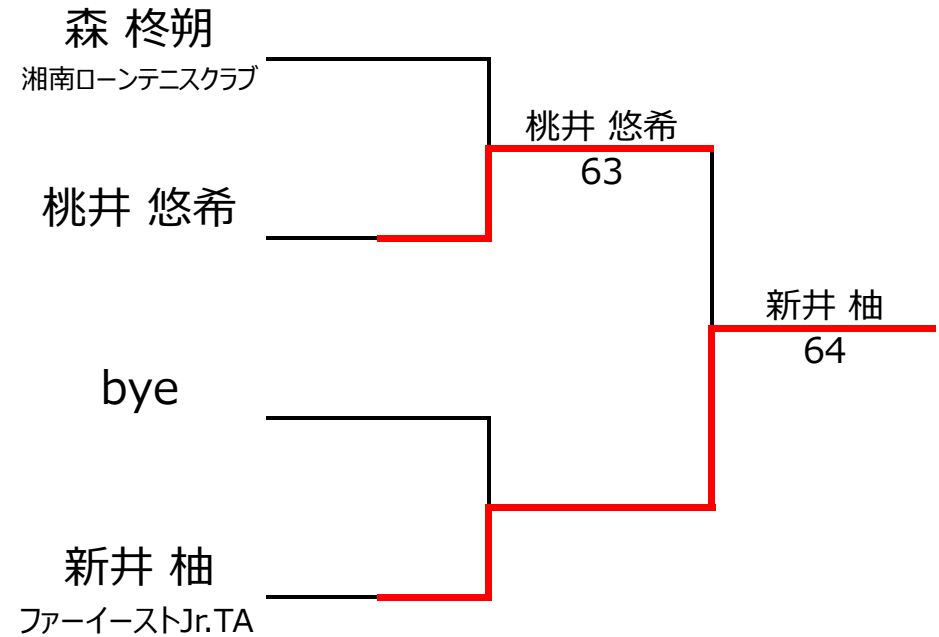 森 柊朔
湘南ローンテニスクラブ
桃井 悠希
63
桃井 悠希
新井 柚
64
bye
新井 柚
ファーイーストJr.TA